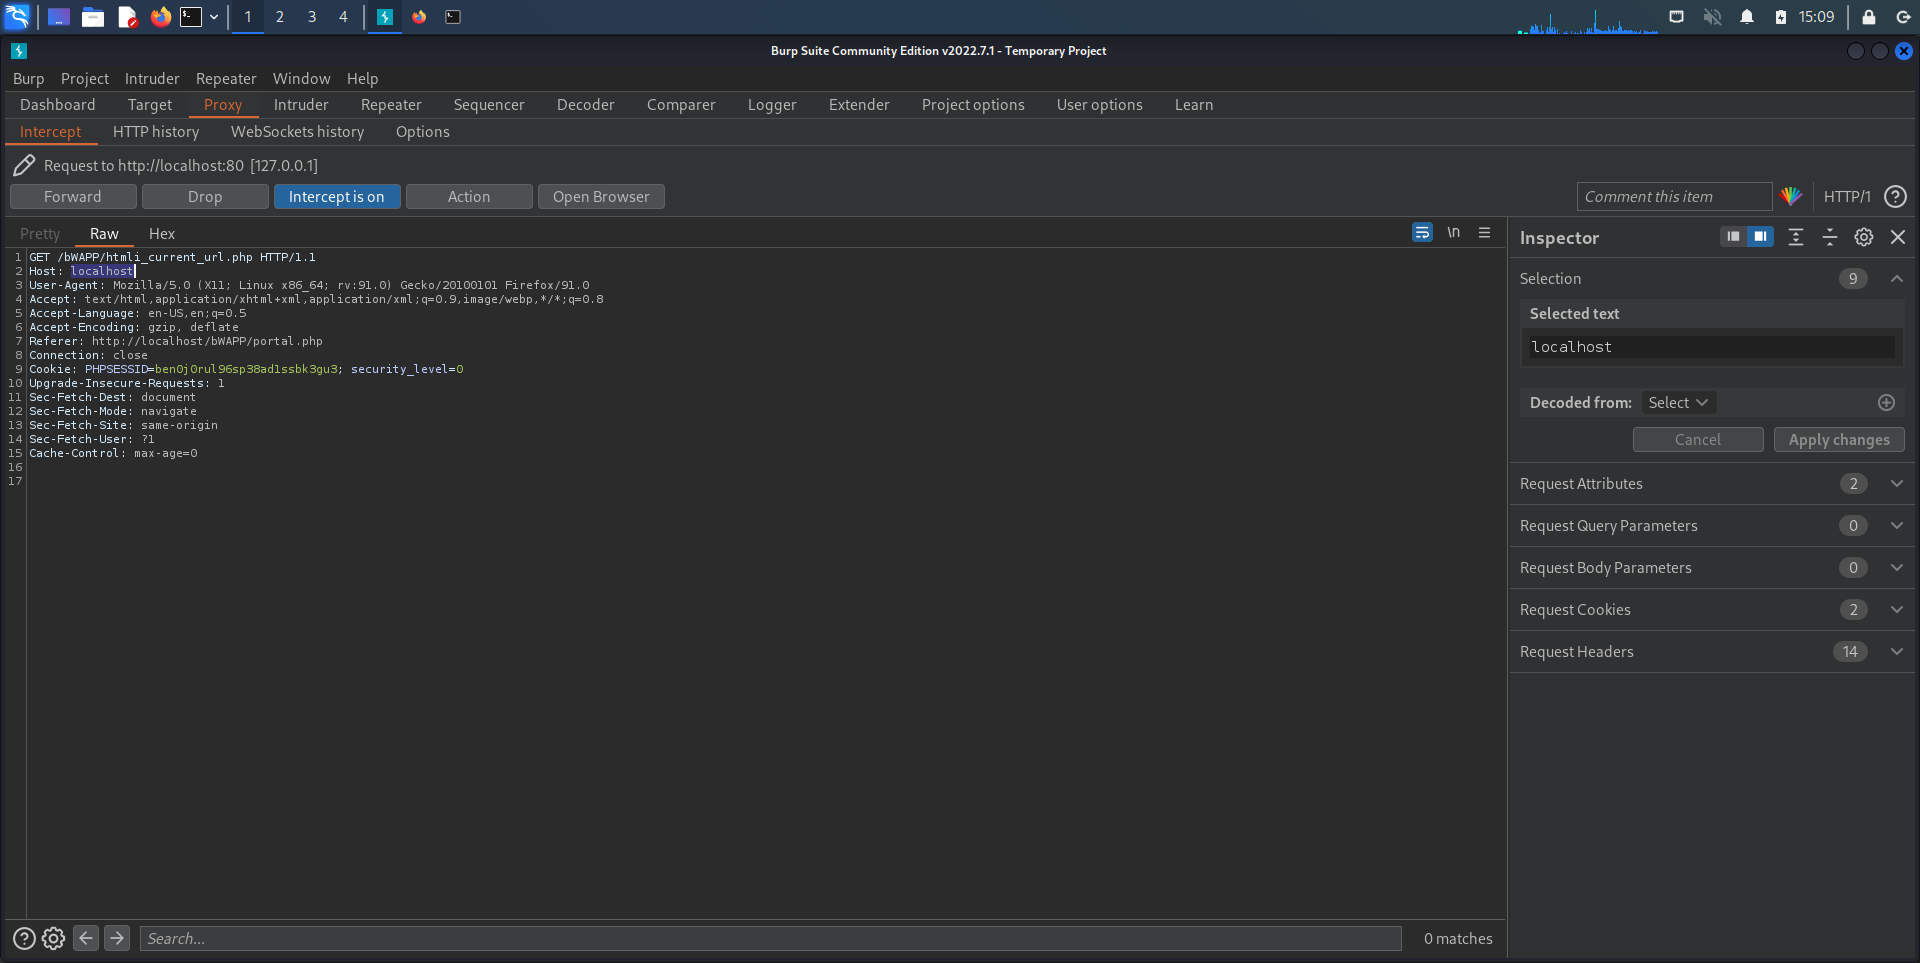 1 2 3 4 15:09
Burp Suite Community Edition v2022.7.1 - Temporary Project
Burp Project Intruder Repeater Window Help
Dashboard Target Proxy Intruder Repeater Sequencer Decoder Comparer Logger Extender Project options User options Learn
Intercept HTTP history WebSockets history Options
Request to http://localhost:80 [127.0.0.1]
Forward Drop Intercept is on Action Open Browser Comment this item HTTP/1
Pretty Raw Hex \n
1 GET /bWAPP/htmli_current_url.php HTTP/1.1
2 Host: localhost
3 User-Agent: Mozilla/5.0 (X11; Linux x86_64; rv:91.0) Gecko/20100101 Firefox/91.0
4 Accept: text/html,application/xhtml+xml,application/xml;q=0.9,image/webp,*/*;q=0.8
5 Accept-Language: en-US,en;q=0.5
6 Accept-Encoding: gzip, deflate
7 Referer: http://localhost/bWAPP/portal.php
8 Connection: close
9 Cookie: PHPSESSID=ben0j0rul96sp38ad1ssbk3gu3; security_level=0
10 Upgrade-Insecure-Requests: 1
11 Sec-Fetch-Dest: document
12 Sec-Fetch-Mode: navigate
13 Sec-Fetch-Site: same-origin
14 Sec-Fetch-User: ?1
15 Cache-Control: max-age=0
16
17
Inspector
Selection 9
Selected text
localhost
Decoded from: Select
Cancel Apply changes
Request Attributes 2
Request Query Parameters 0
Request Body Parameters 0
Request Cookies 2
Request Headers 14
Search... 0 matches